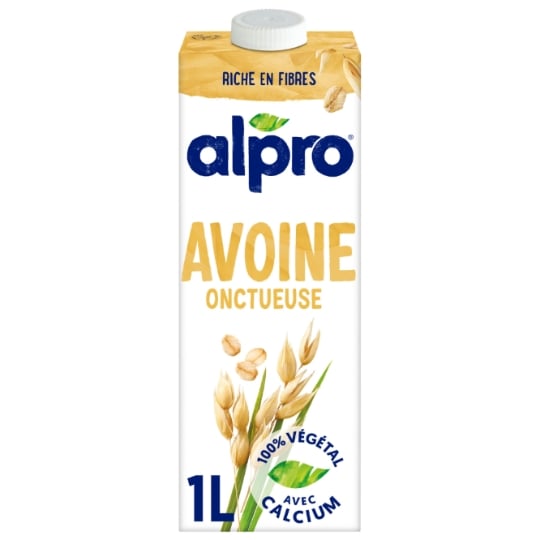 RICHE EN FIBRES
alpro®
AVOINE
ONCTUEUSE
100% VÉGÉTAL
AVEC
CALCIUM
1L